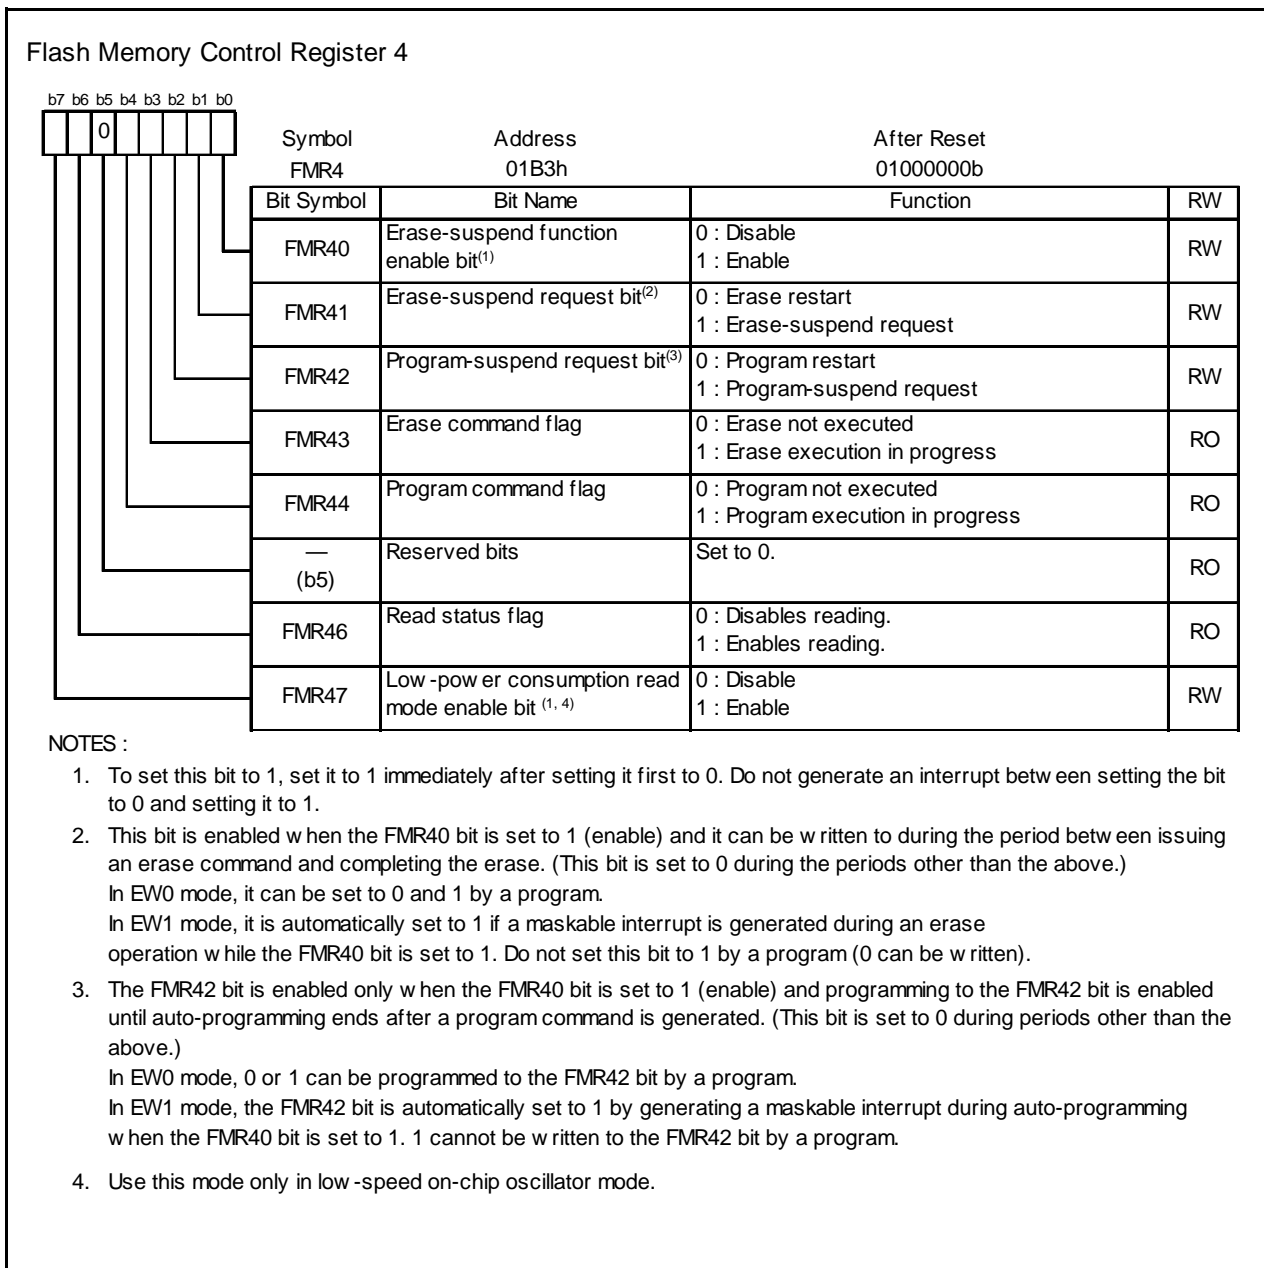 Flash Memory Control Register 4
b7 b6 b5 b4 b3 b2 b1 b0
0
Symbol Address After Reset
FMR4 01B3h 01000000b
Bit Symbol Bit Name Function RW
FMR40 Erase-suspend function enable bit(1) 0 : Disable RW
1 : Enable
FMR41 Erase-suspend request bit(2) 0 : Erase restart RW
1 : Erase-suspend request
FMR42 Program-suspend request bit(3) 0 : Program restart RW
1 : Program-suspend request
FMR43 Erase command flag 0 : Erase not executed RO
1 : Erase execution in progress
FMR44 Program command flag 0 : Program not executed RO
1 : Program execution in progress
— (b5) Reserved bits Set to 0. RO
FMR46 Read status flag 0 : Disables reading. RO
1 : Enables reading.
FMR47 Low-power consumption read mode enable bit (1, 4) 0 : Disable RW
1 : Enable
NOTES :
1. To set this bit to 1, set it to 1 immediately after setting it first to 0. Do not generate an interrupt between setting the bit
to 0 and setting it to 1.
2. This bit is enabled when the FMR40 bit is set to 1 (enable) and it can be written to during the period between issuing
an erase command and completing the erase. (This bit is set to 0 during the periods other than the above.)
In EW0 mode, it can be set to 0 and 1 by a program.
In EW1 mode, it is automatically set to 1 if a maskable interrupt is generated during an erase
operation while the FMR40 bit is set to 1. Do not set this bit to 1 by a program (0 can be written).
3. The FMR42 bit is enabled only when the FMR40 bit is set to 1 (enable) and programming to the FMR42 bit is enabled
until auto-programming ends after a program command is generated. (This bit is set to 0 during periods other than the
above.)
In EW0 mode, 0 or 1 can be programmed to the FMR42 bit by a program.
In EW1 mode, the FMR42 bit is automatically set to 1 by generating a maskable interrupt during auto-programming
when the FMR40 bit is set to 1. 1 cannot be written to the FMR42 bit by a program.
4. Use this mode only in low-speed on-chip oscillator mode.